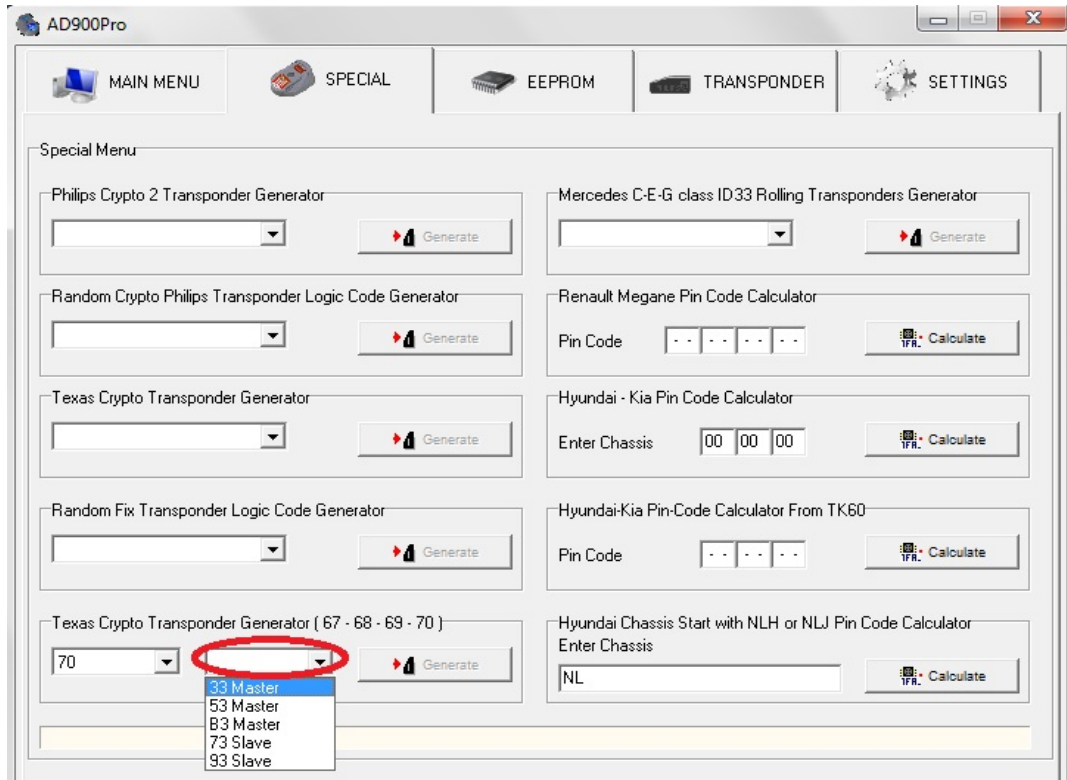 AD900Pro
MAIN MENU
SPECIAL
EEPROM
TRANSPONDER
SETTINGS
Special Menu
Philips Crypto 2 Transponder Generator
Generate
Mercedes C-E-G class ID33 Rolling Transponders Generator
Generate
Random Crypto Philips Transponder Logic Code Generator
Generate
Renault Megane Pin Code Calculator
Pin Code
- - - - - - - -
Calculate
Texas Crypto Transponder Generator
Generate
Hyundai - Kia Pin Code Calculator
Enter Chassis
00 00 00
Calculate
Random Fix Transponder Logic Code Generator
Generate
Hyundai-Kia Pin-Code Calculator From TK60
Pin Code
- - - - - -
Calculate
Texas Crypto Transponder Generator ( 67 - 68 - 69 - 70 )
70
Generate
33 Master
53 Master
B3 Master
73 Slave
93 Slave
Hyundai Chassis Start with NLH or NLJ Pin Code Calculator
Enter Chassis
NL
Calculate